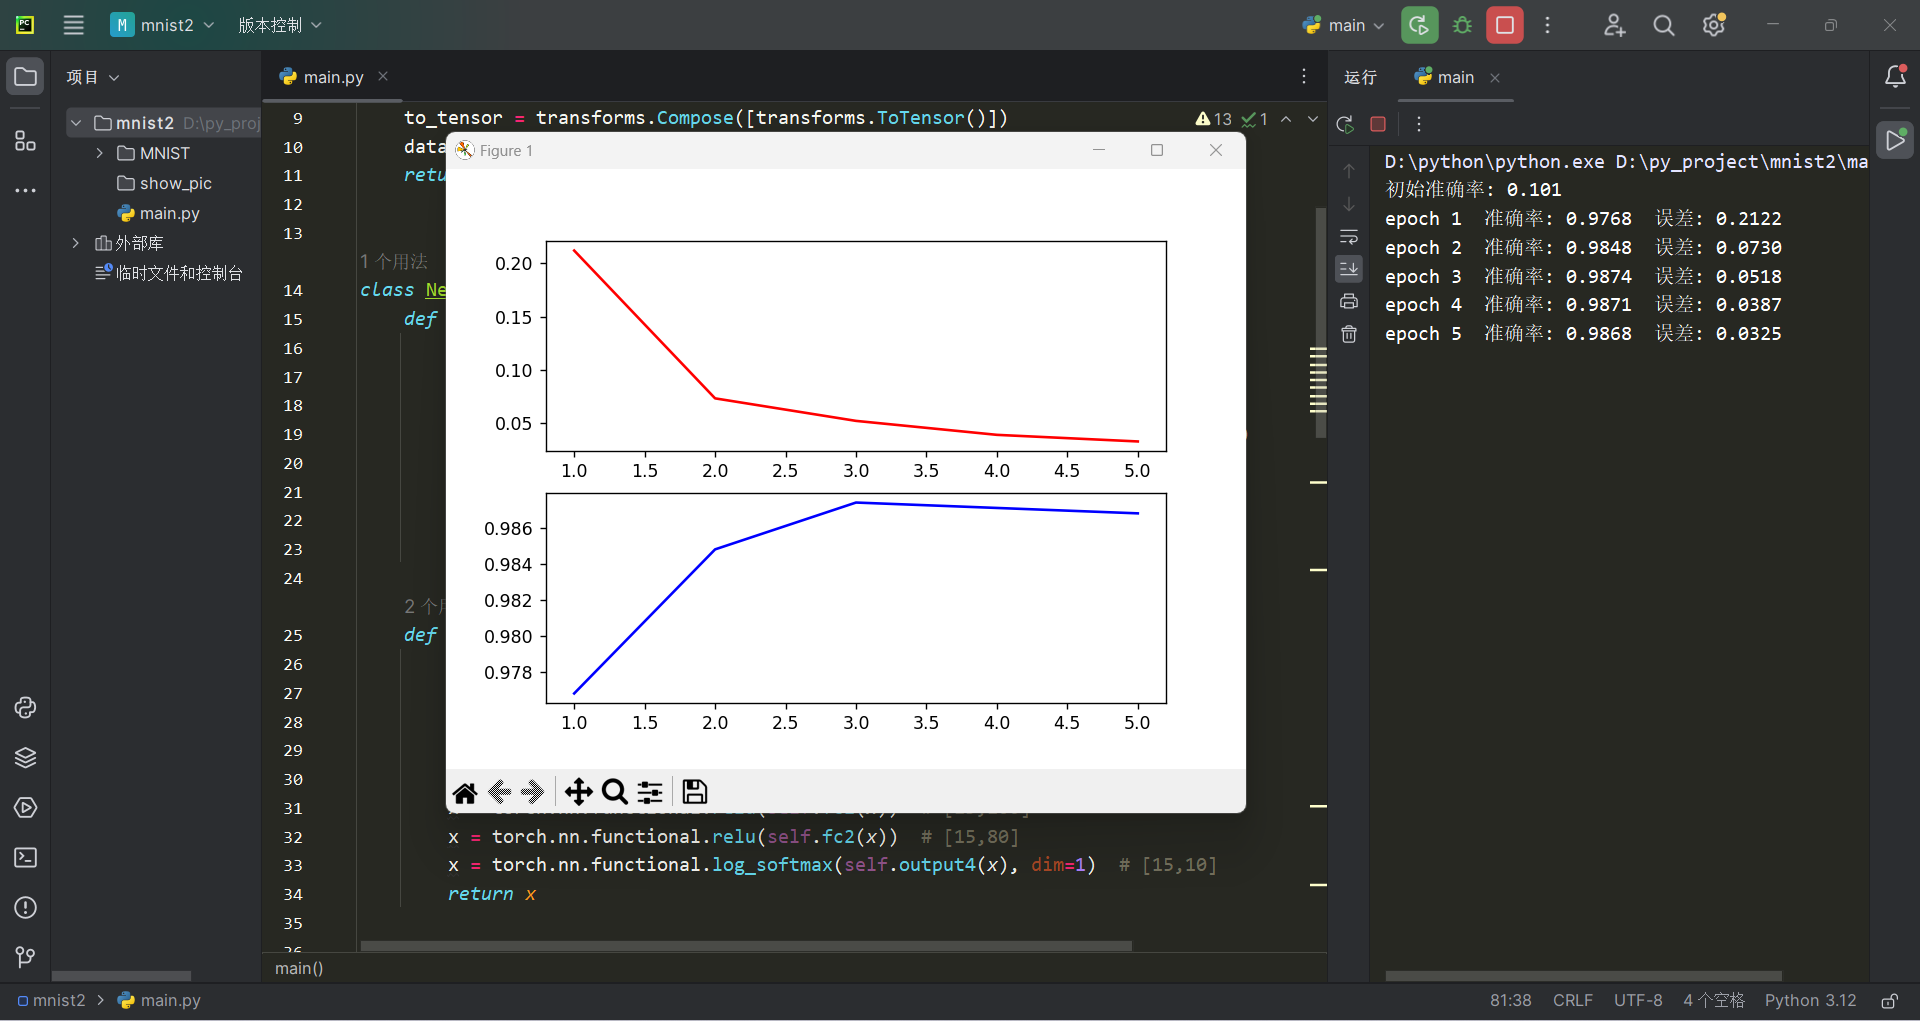 PC
M mnist2 版本控制
main
项目
main.py
运行 main
mnist2 D:\py_proj
MNIST
show_pic
main.py
外部库
临时文件和控制台
9 to_tensor = transforms.Compose([transforms.ToTensor()])
13 1
10 data
11 retu
12
13
1 个用法
14 class Ne
15 def
16
17
18
19
20
21
22
23
24
2 个
25 def
26
27
28
29
30
31
32 x = torch.nn.functional.relu(self.fc2(x)) # [15,80]
33 x = torch.nn.functional.log_softmax(self.output4(x), dim=1) # [15,10]
34 return x
35
Figure 1
0.20
0.15
0.10
0.05
1.0 1.5 2.0 2.5 3.0 3.5 4.0 4.5 5.0
0.986
0.984
0.982
0.980
0.978
1.0 1.5 2.0 2.5 3.0 3.5 4.0 4.5 5.0
D:\python\python.exe D:\py_project\mnist2\ma
初始准确率: 0.101
epoch 1 准确率: 0.9768 误差: 0.2122
epoch 2 准确率: 0.9848 误差: 0.0730
epoch 3 准确率: 0.9874 误差: 0.0518
epoch 4 准确率: 0.9871 误差: 0.0387
epoch 5 准确率: 0.9868 误差: 0.0325
main()
mnist2 main.py
81:38 CRLF UTF-8 4 个空格 Python 3.12